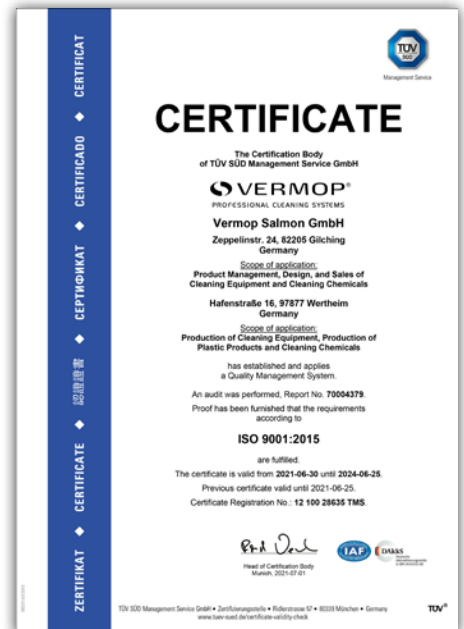 TÜV
SÜD
Management Service
CERTIFICATE
The Certification Body
of TÜV SÜD Management Service GmbH
VERMOP®
PROFESSIONAL CLEANING SYSTEMS
Vermop Salmon GmbH
Zeppelinstr. 24, 82205 Gilching
Germany
Scope of application:
Product Management, Design, and Sales of
Cleaning Equipment and Cleaning Chemicals
Hafenstraße 16, 97877 Wertheim
Germany
Scope of application:
Production of Cleaning Equipment, Production of
Plastic Products and Cleaning Chemicals
has established and applies
a Quality Management System.
An audit was performed, Report No. 70004379.
Proof has been furnished that the requirements
according to
ISO 9001:2015
are fulfilled.
The certificate is valid from 2021-06-30 until 2024-06-25.
Previous certificate valid until 2021-06-25.
Certificate Registration No.: 12 100 28635 TMS.
Head of Certification Body
Munich, 2021-07-01
IAF
DAkkS
TÜV SÜD Management Service GmbH • Zertifizierungsstelle • Ridlerstrasse 57 • 80339 München • Germany
www.tuev-sued.de/certificate-validity-check
TÜV®
ZERTIFIKAT ◆ CERTIFICATE ◆ 認證證書 ◆ СЕРТИФИКАТ ◆ CERTIFICADO ◆ CERTIFICAT